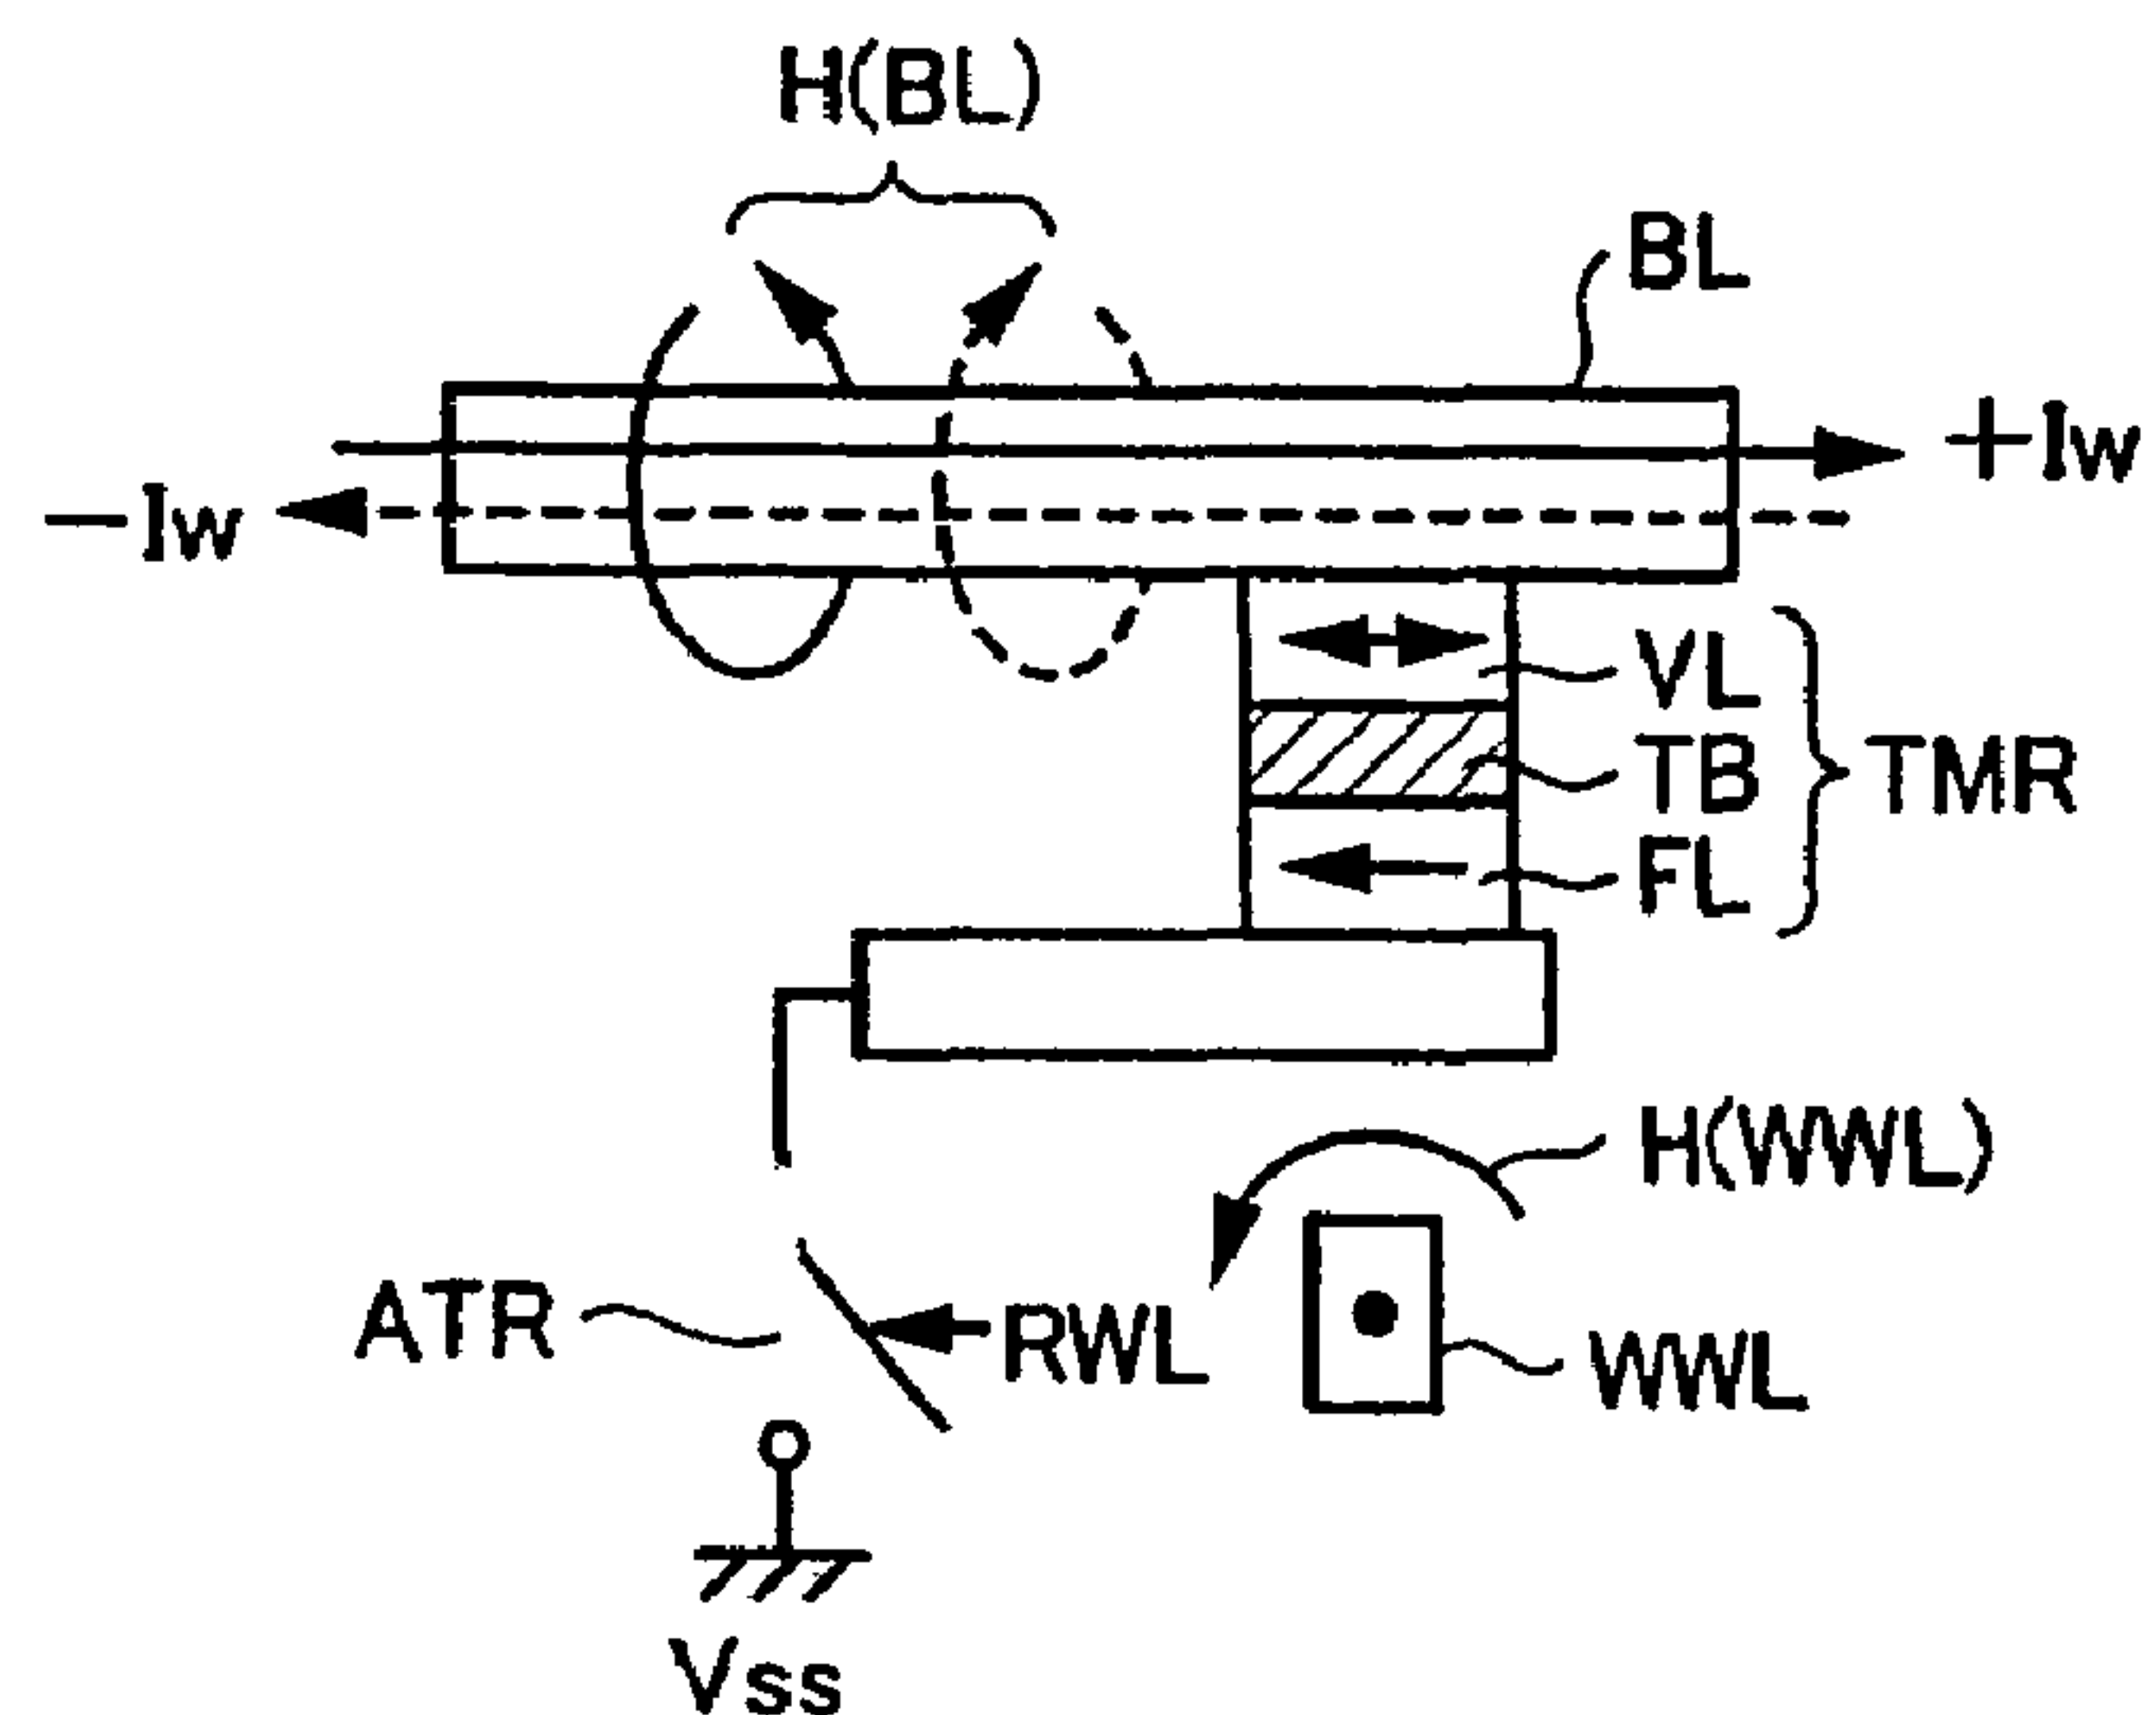 H(BL)
BL
+Iw
−Iw
VL
TB
TMR
FL
H(WWL)
ATR
RWL
WWL
Vss